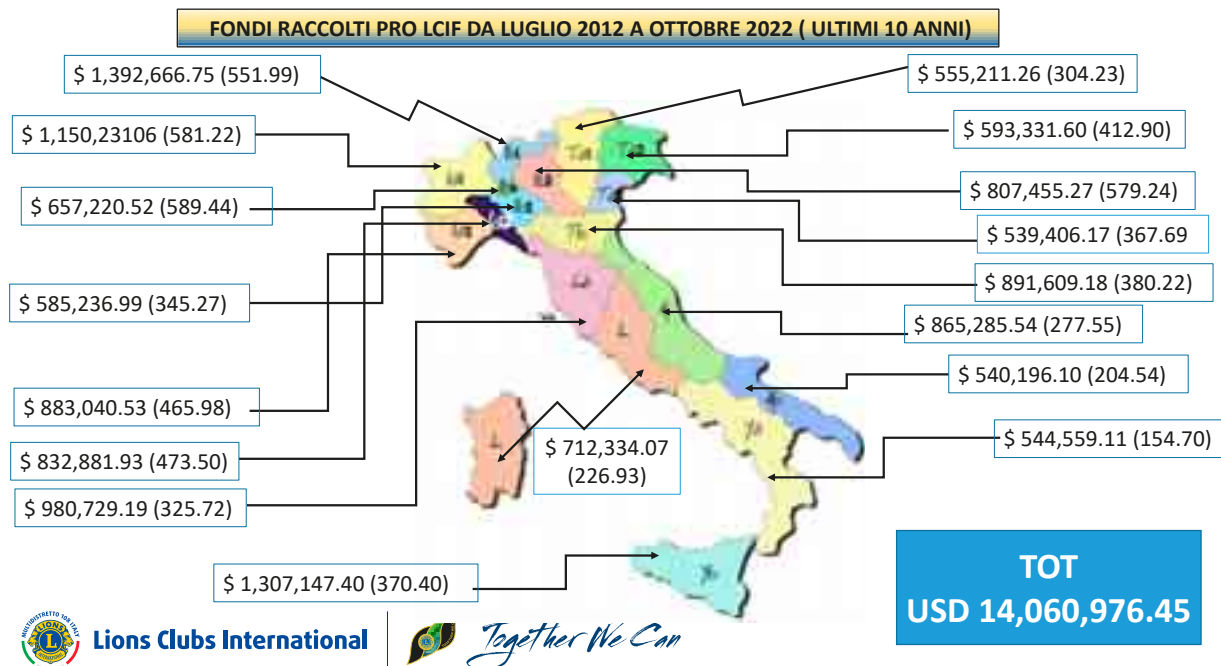 FONDI RACCOLTI PRO LCIF DA LUGLIO 2012 A OTTOBRE 2022 ( ULTIMI 10 ANNI)
$ 1,392,666.75 (551.99)
$ 555,211.26 (304.23)
$ 1,150,23106 (581.22)
$ 593,331.60 (412.90)
$ 657,220.52 (589.44)
$ 807,455.27 (579.24)
$ 539,406.17 (367.69
$ 585,236.99 (345.27)
$ 891,609.18 (380.22)
$ 865,285.54 (277.55)
$ 883,040.53 (465.98)
$ 540,196.10 (204.54)
$ 832,881.93 (473.50)
$ 712,334.07
(226.93)
$ 544,559.11 (154.70)
$ 980,729.19 (325.72)
$ 1,307,147.40 (370.40)
TOT
USD 14,060,976.45
MULTIDISTRETTO 108 ITALY
LIONS
L
INTERNATIONAL
Lions Clubs International
Together We Can